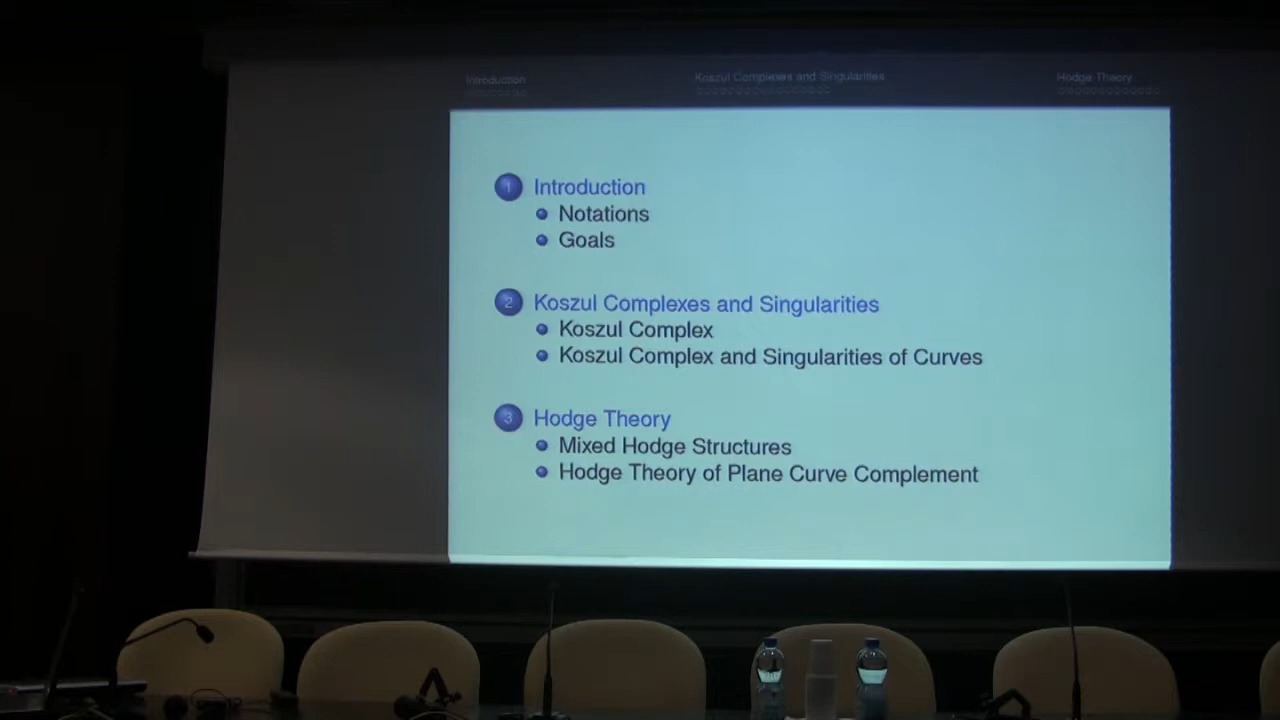 Introduction Koszul Complexes and Singularities Hodge Theory
1 Introduction
Notations
Goals
2 Koszul Complexes and Singularities
Koszul Complex
Koszul Complex and Singularities of Curves
3 Hodge Theory
Mixed Hodge Structures
Hodge Theory of Plane Curve Complement